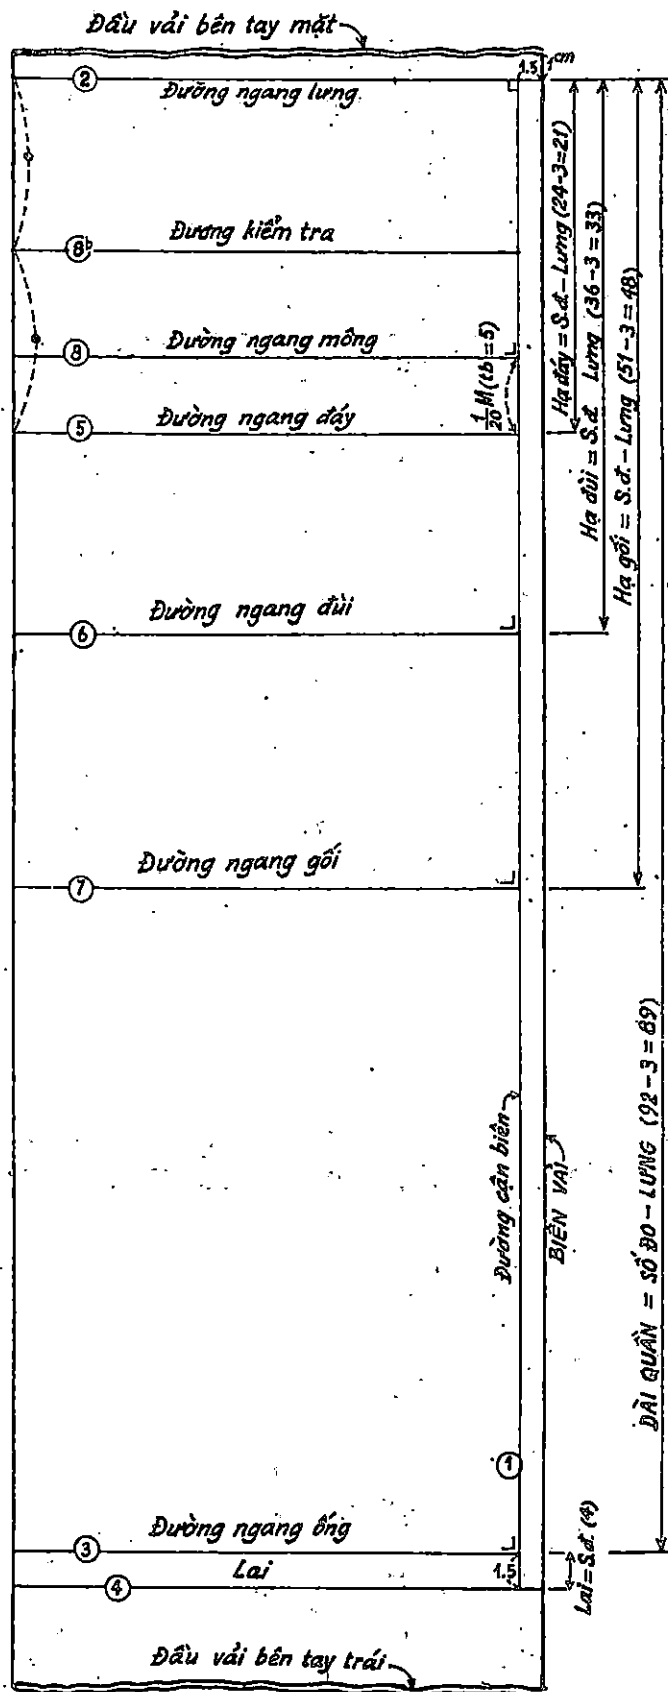 Đầu vải bên tay mặt
1.5 cm
② Đường ngang lưng
⑧ᵇ Đương kiểm tra
⑧ Đường ngang mông
⑤ Đường ngang đáy
1/20 M (tb=5)
Hạ đáy = S.đ. - Lưng (24-3=21)
Hạ đùi = S.đ. Lưng (36-3=33)
Hạ gối = S.đ. - Lưng (51-3=48)
⑥ Đường ngang đùi
⑦ Đường ngang gối
Đường cận biên
BIÊN VẢI
DÀI QUẦN = SỐ ĐO - LƯNG (92-3=89)
①
③ Đường ngang ống
④ Lai
1.5
Lai = S.đ. (4)
Đầu vải bên tay trái